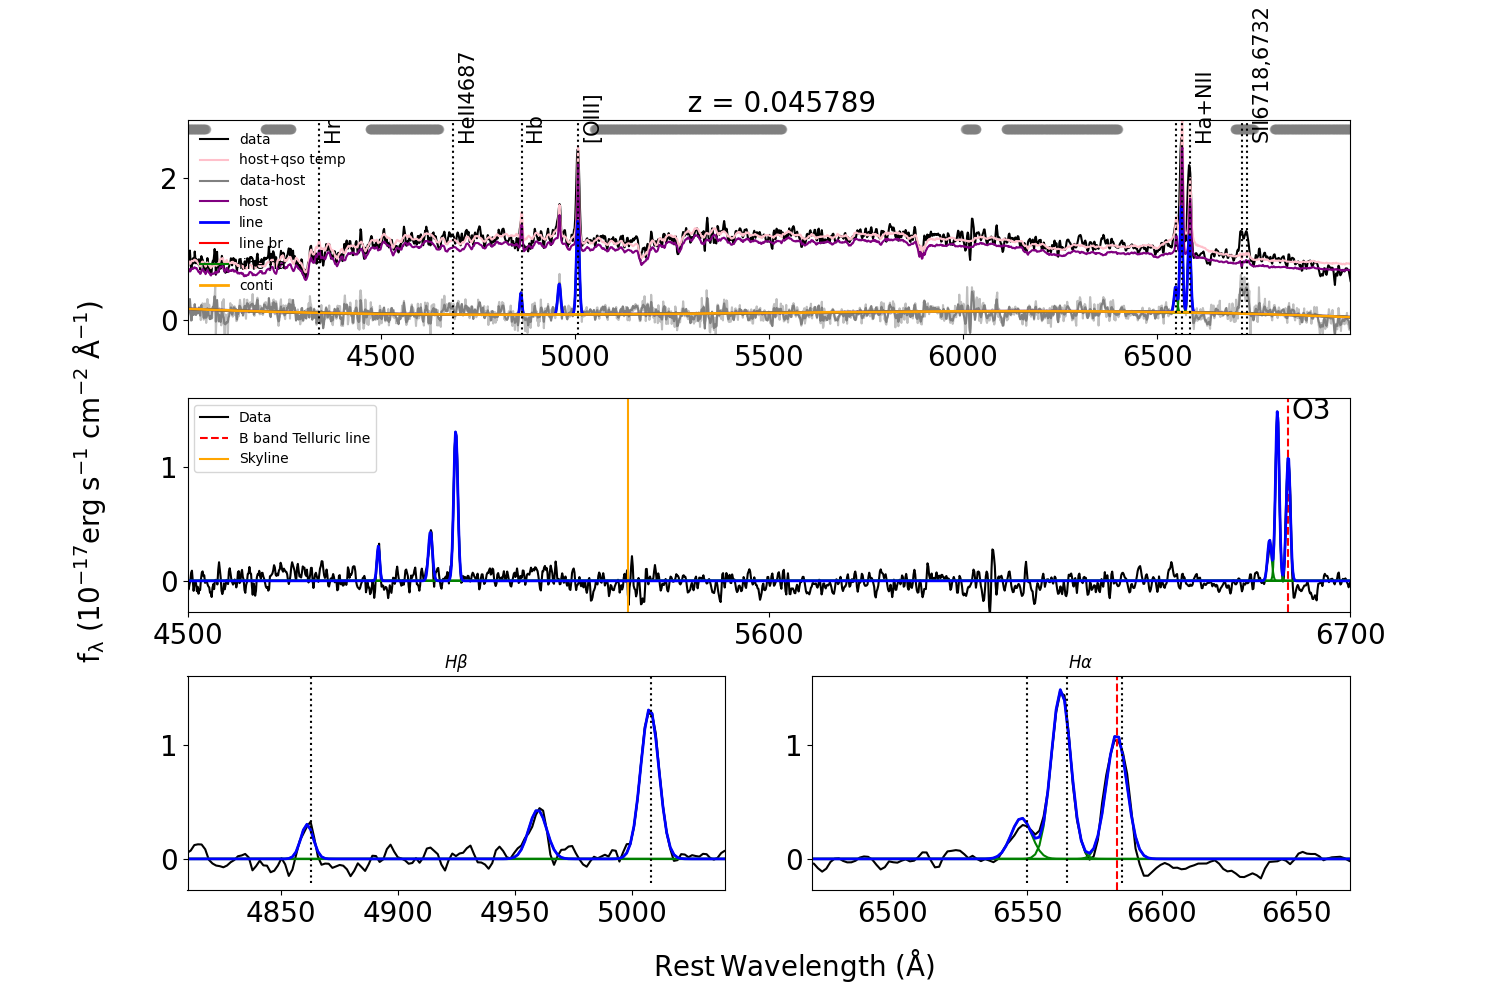 z = 0.045789
Hr
HeII4687
Hb
[OIII]
Ha+NII
SII6718,6732
data
host+qso temp
data-host
host
line
line br
conti
2
0
4500
5000
5500
6000
6500
f_λ (10⁻¹⁷erg s⁻¹ cm⁻² Å⁻¹)
Data
B band Telluric line
Skyline
O3
1
0
4500
5600
6700
Hβ
1
0
4850
4900
4950
5000
Hα
1
0
6500
6550
6600
6650
Rest Wavelength (Å)